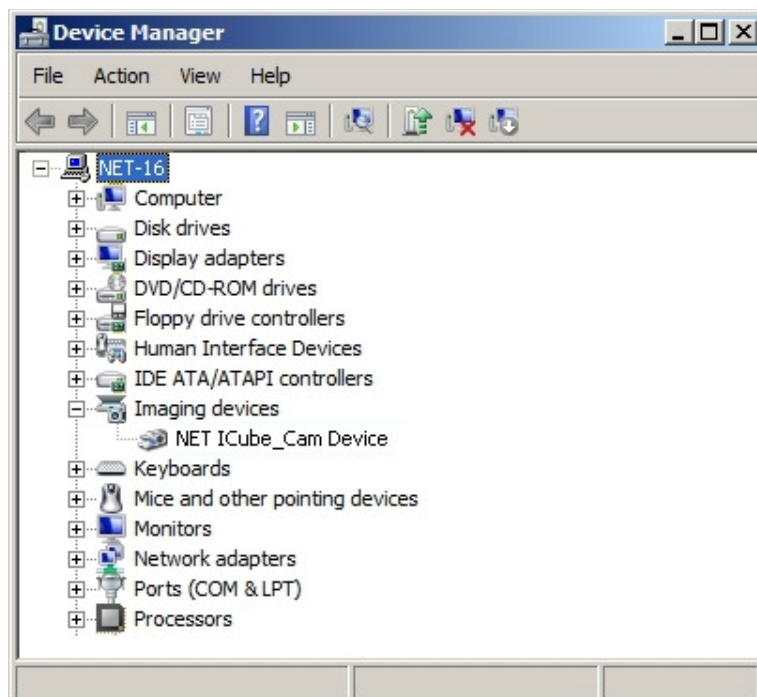 Device Manager
File Action View Help
NET-16
Computer
Disk drives
Display adapters
DVD/CD-ROM drives
Floppy drive controllers
Human Interface Devices
IDE ATA/ATAPI controllers
Imaging devices
NET ICube_Cam Device
Keyboards
Mice and other pointing devices
Monitors
Network adapters
Ports (COM & LPT)
Processors